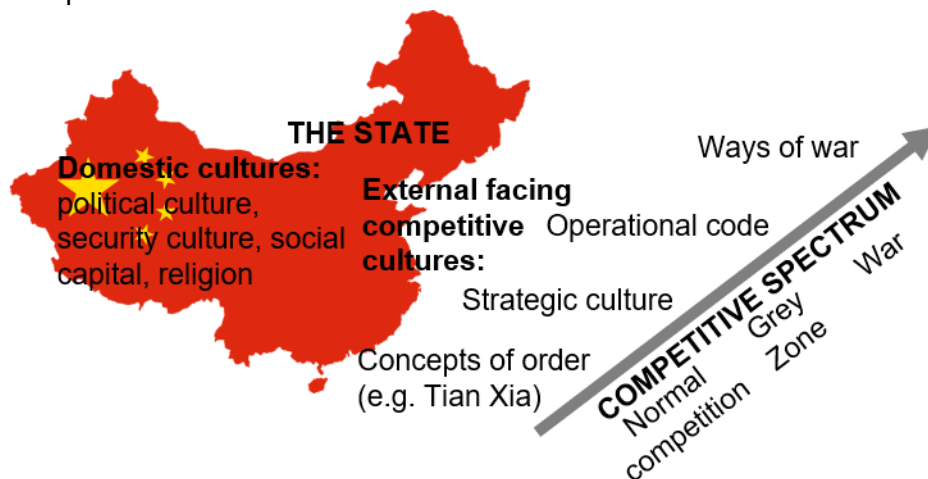 THE STATE
Domestic cultures:
political culture,
security culture, social
capital, religion
External facing
competitive
cultures:
Ways of war
Operational code
Strategic culture
Concepts of order
(e.g. Tian Xia)
COMPETITIVE SPECTRUM
Normal
competition
Grey
Zone
War